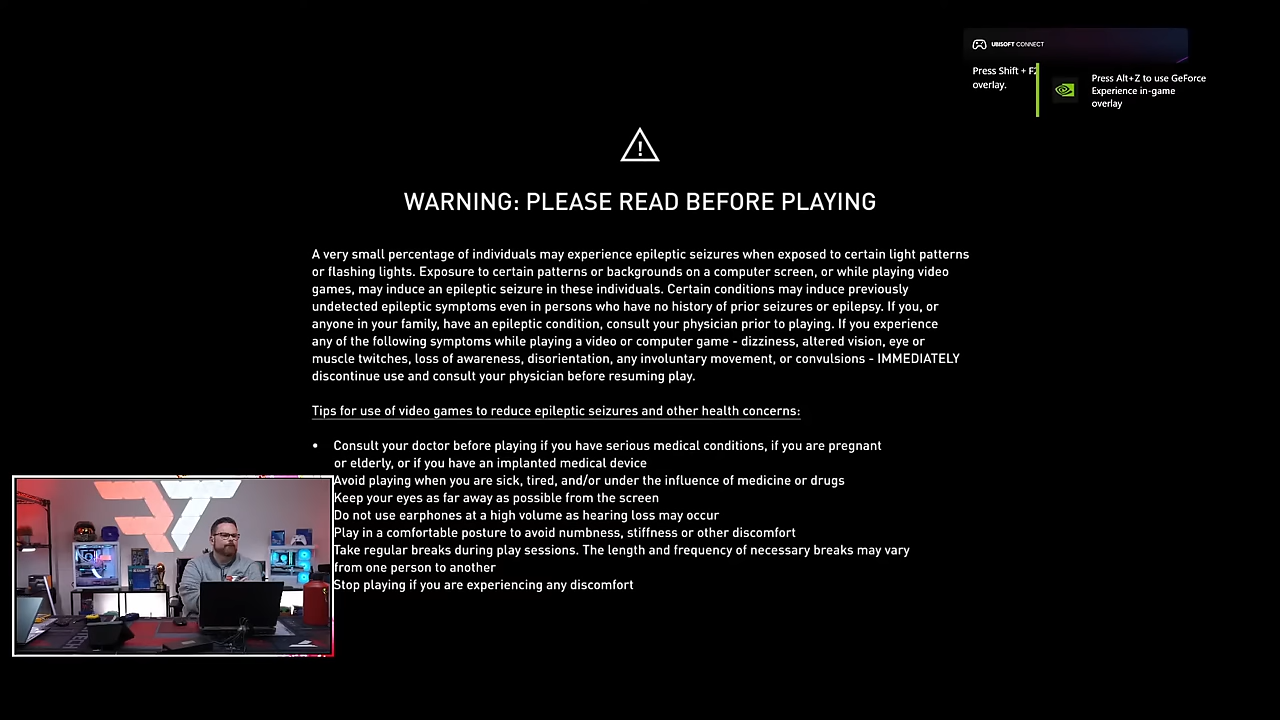 UBISOFT CONNECT
Press Shift + F2
overlay.
Press Alt+Z to use GeForce
Experience in-game
overlay
WARNING: PLEASE READ BEFORE PLAYING
A very small percentage of individuals may experience epileptic seizures when exposed to certain light patterns
or flashing lights. Exposure to certain patterns or backgrounds on a computer screen, or while playing video
games, may induce an epileptic seizure in these individuals. Certain conditions may induce previously
undetected epileptic symptoms even in persons who have no history of prior seizures or epilepsy. If you, or
anyone in your family, have an epileptic condition, consult your physician prior to playing. If you experience
any of the following symptoms while playing a video or computer game - dizziness, altered vision, eye or
muscle twitches, loss of awareness, disorientation, any involuntary movement, or convulsions - IMMEDIATELY
discontinue use and consult your physician before resuming play.
Tips for use of video games to reduce epileptic seizures and other health concerns:
• Consult your doctor before playing if you have serious medical conditions, if you are pregnant
or elderly, or if you have an implanted medical device
Avoid playing when you are sick, tired, and/or under the influence of medicine or drugs
Keep your eyes as far away as possible from the screen
Do not use earphones at a high volume as hearing loss may occur
Play in a comfortable posture to avoid numbness, stiffness or other discomfort
Take regular breaks during play sessions. The length and frequency of necessary breaks may vary
from one person to another
Stop playing if you are experiencing any discomfort
RT